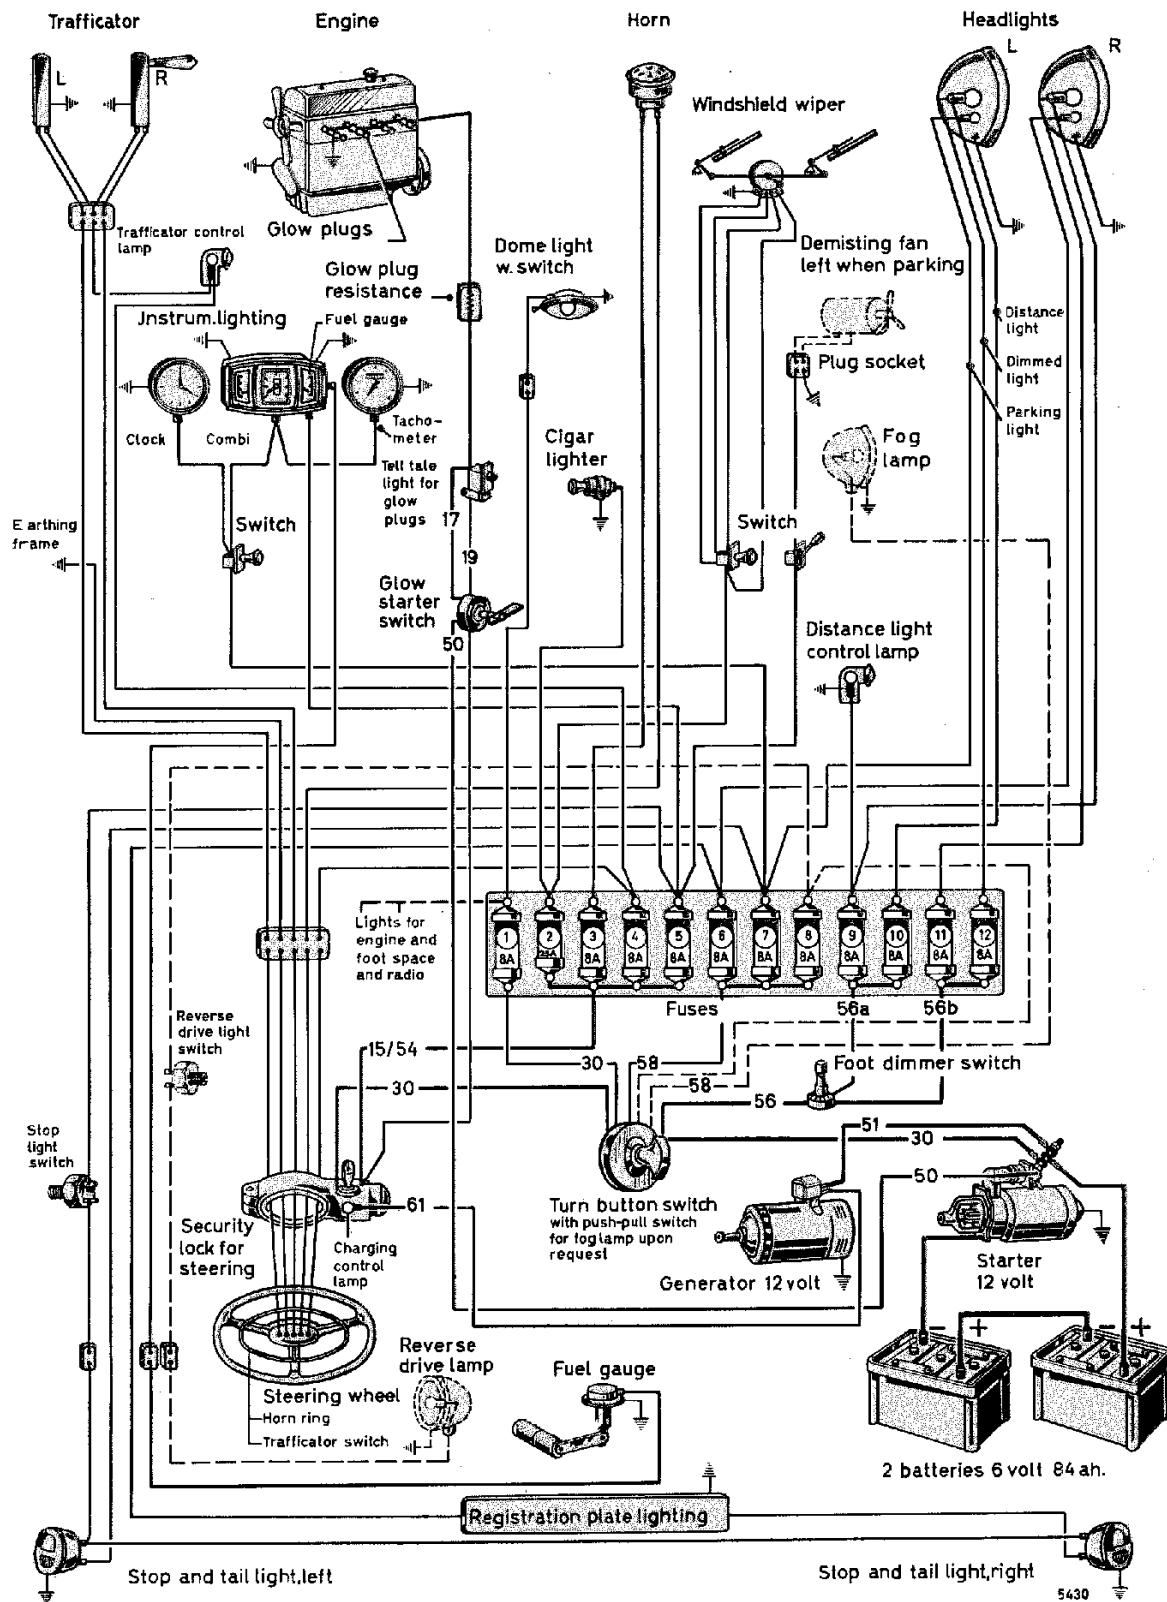 Trafficator
Engine
Horn
Headlights
L
R
L
R
Windshield wiper
Glow plugs
Trafficator control
lamp
Dome light
w. switch
Demisting fan
left when parking
Glow plug
resistance
Jnstrum.lighting
Fuel gauge
Distance
light
Plug socket
Dimmed
light
Parking
light
Clock
Combi
Tacho-
meter
Cigar
lighter
Fog
lamp
Tell tale
light for
glow
plugs
17
Earthing
frame
Switch
Switch
19
Glow
starter
switch
50
Distance light
control lamp
Lights for
engine and
foot space
and radio
1
2
3
4
5
6
7
8
9
10
11
12
8A
25A
8A
8A
8A
8A
8A
8A
8A
8A
8A
8A
Fuses
56a
56b
Reverse
drive light
switch
15/54
30
58
Foot dimmer switch
30
58
56
51
30
Stop
light
switch
50
61
Turn button switch
with push-pull switch
for foglamp upon
request
Security
lock for
steering
Charging
control
lamp
Generator 12 volt
Starter
12 volt
- +
- +
Reverse
drive lamp
Fuel gauge
Steering wheel
Horn ring
Trafficator switch
2 batteries 6 volt 84 ah.
Registration plate lighting
Stop and tail light,left
Stop and tail light,right
5430